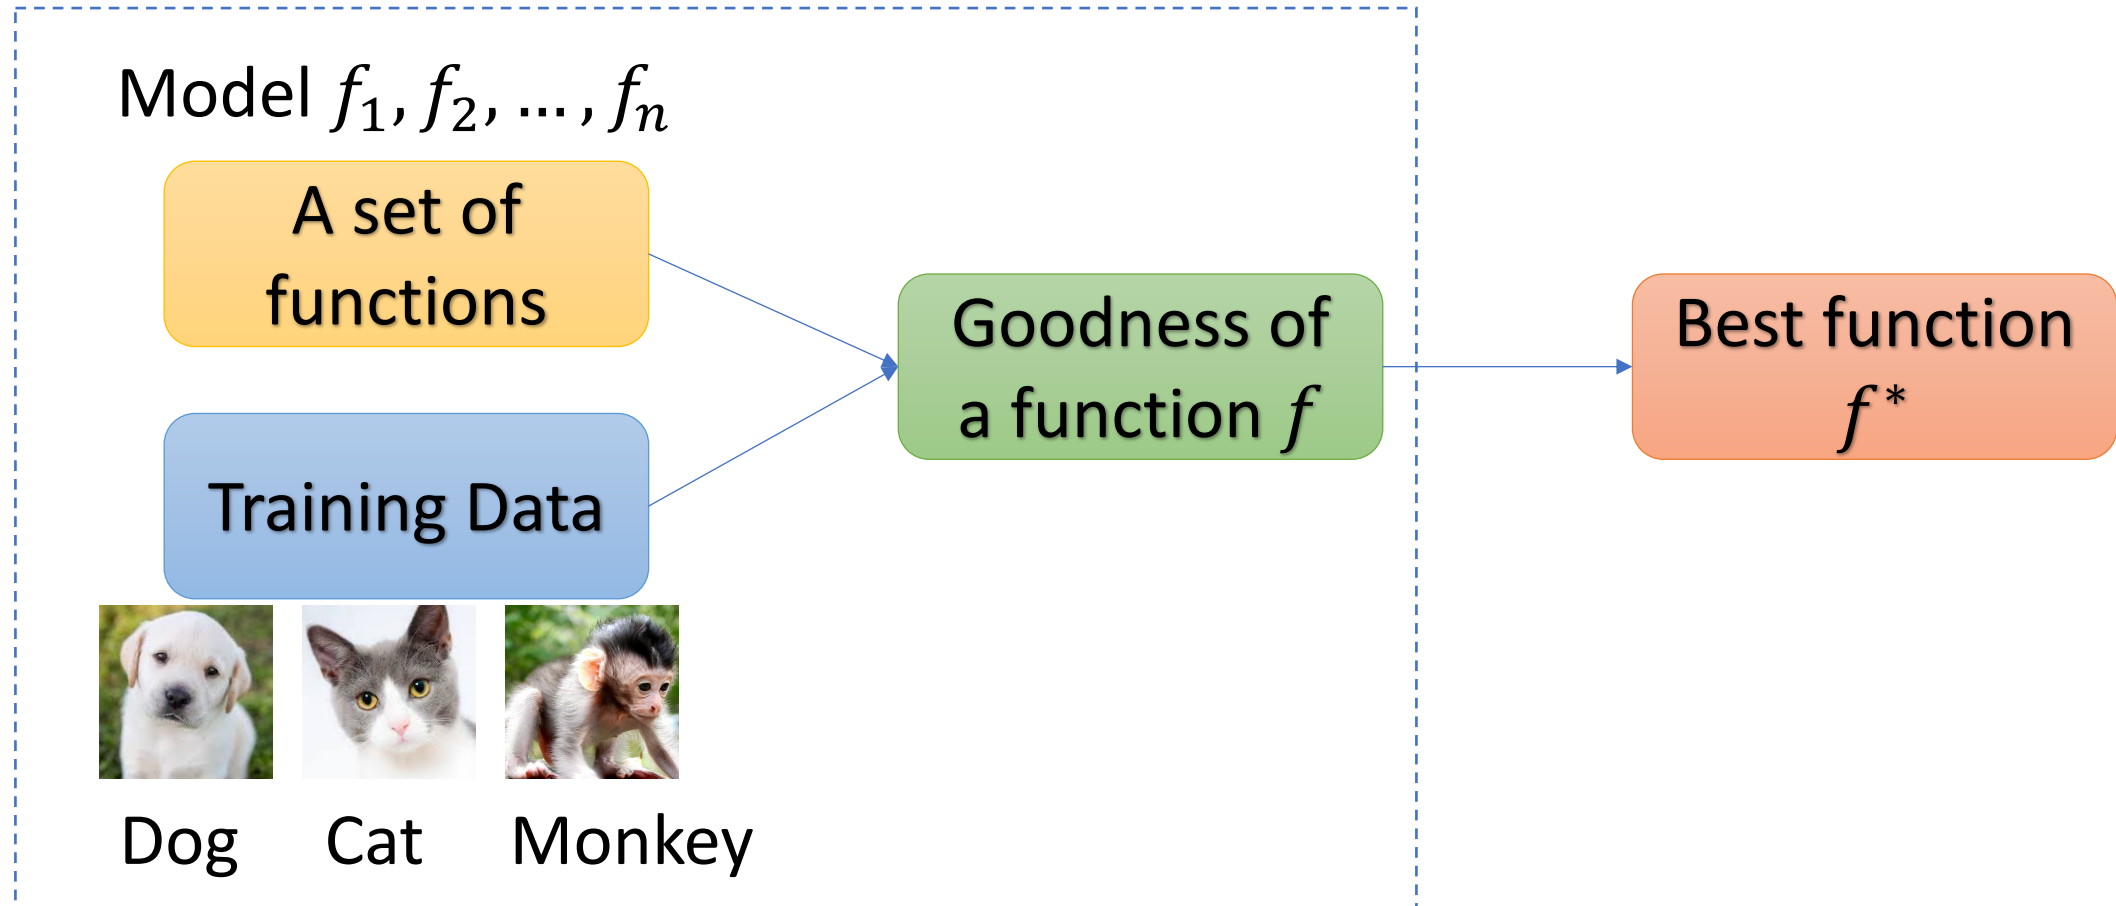 Model f₁, f₂, … , fₙ
A set of
functions
Training Data
Goodness of
a function f
Best function
f*
Dog Cat Monkey